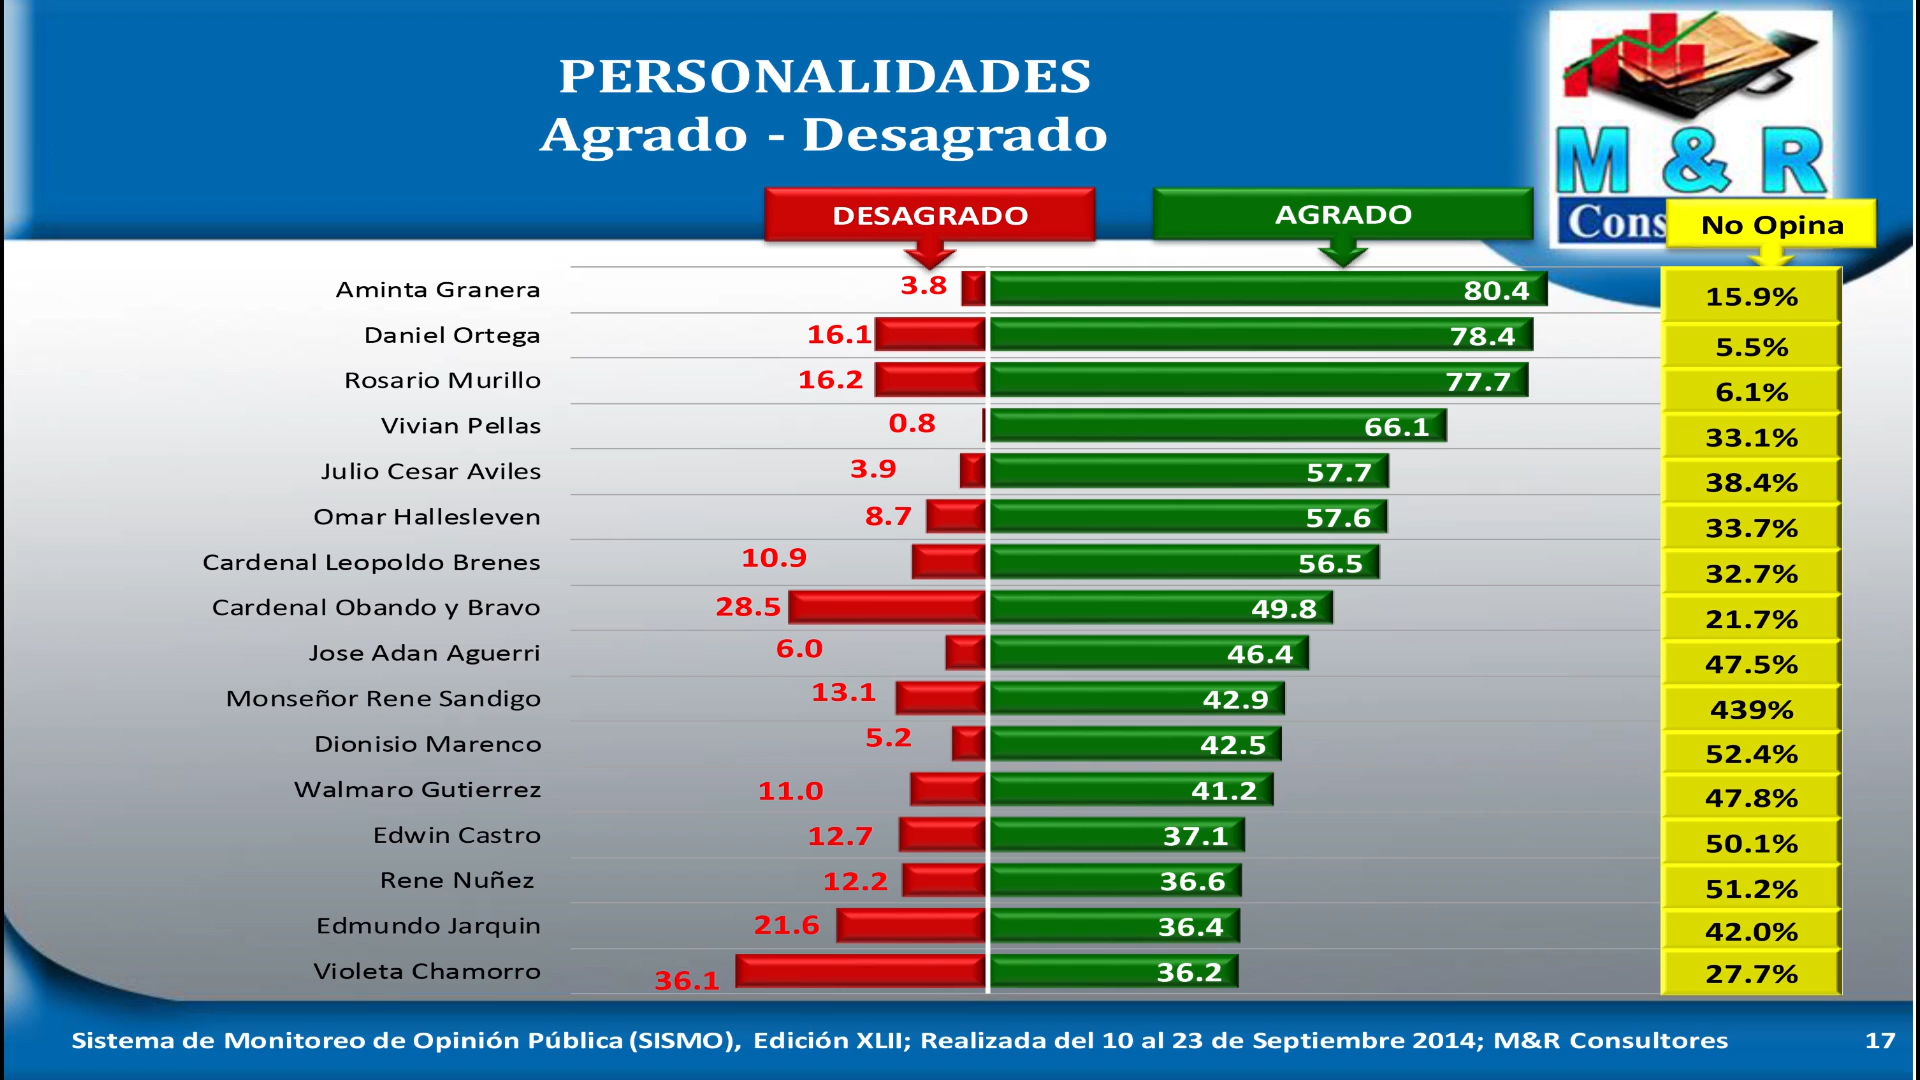 PERSONALIDADES
Agrado - Desagrado
M & R
Cons
DESAGRADO
AGRADO
No Opina
Aminta Granera 3.8 80.4 15.9%
Daniel Ortega 16.1 78.4 5.5%
Rosario Murillo 16.2 77.7 6.1%
Vivian Pellas 0.8 66.1 33.1%
Julio Cesar Aviles 3.9 57.7 38.4%
Omar Hallesleven 8.7 57.6 33.7%
Cardenal Leopoldo Brenes 10.9 56.5 32.7%
Cardenal Obando y Bravo 28.5 49.8 21.7%
Jose Adan Aguerri 6.0 46.4 47.5%
Monseñor Rene Sandigo 13.1 42.9 439%
Dionisio Marenco 5.2 42.5 52.4%
Walmaro Gutierrez 11.0 41.2 47.8%
Edwin Castro 12.7 37.1 50.1%
Rene Nuñez 12.2 36.6 51.2%
Edmundo Jarquin 21.6 36.4 42.0%
Violeta Chamorro 36.1 36.2 27.7%
Sistema de Monitoreo de Opinión Pública (SISMO), Edición XLII; Realizada del 10 al 23 de Septiembre 2014; M&R Consultores 17